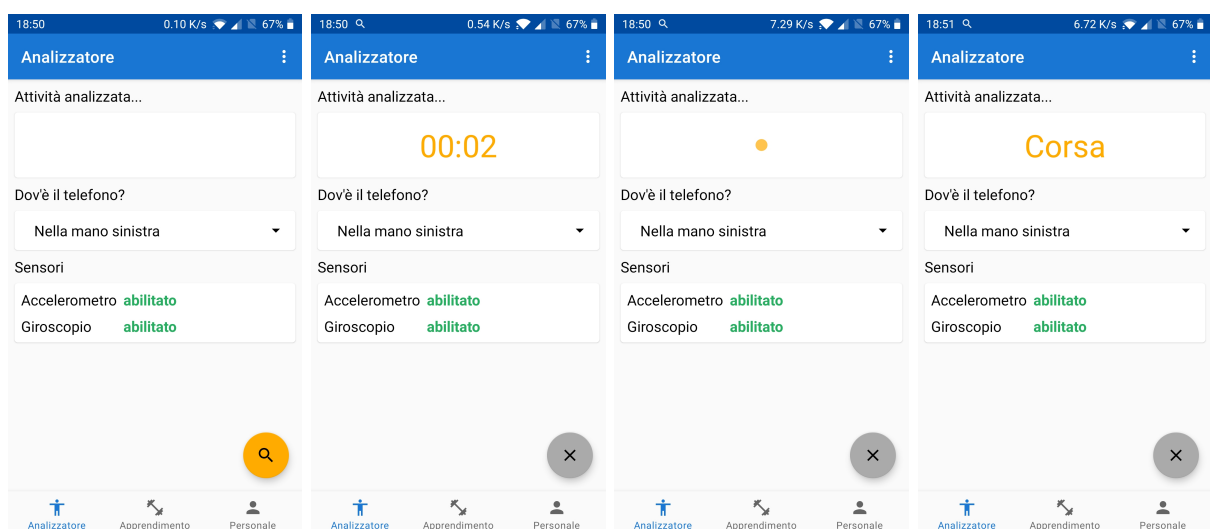 18:50 0.10 K/s 67%
Analizzatore
Attività analizzata...
Dov'è il telefono?
Nella mano sinistra
Sensori
Accelerometro abilitato
Giroscopio abilitato
Analizzatore Apprendimento Personale
18:50 0.54 K/s 67%
Analizzatore
Attività analizzata...
00:02
Dov'è il telefono?
Nella mano sinistra
Sensori
Accelerometro abilitato
Giroscopio abilitato
Analizzatore Apprendimento Personale
18:50 7.29 K/s 67%
Analizzatore
Attività analizzata...
Dov'è il telefono?
Nella mano sinistra
Sensori
Accelerometro abilitato
Giroscopio abilitato
Analizzatore Apprendimento Personale
18:51 6.72 K/s 67%
Analizzatore
Attività analizzata...
Corsa
Dov'è il telefono?
Nella mano sinistra
Sensori
Accelerometro abilitato
Giroscopio abilitato
Analizzatore Apprendimento Personale